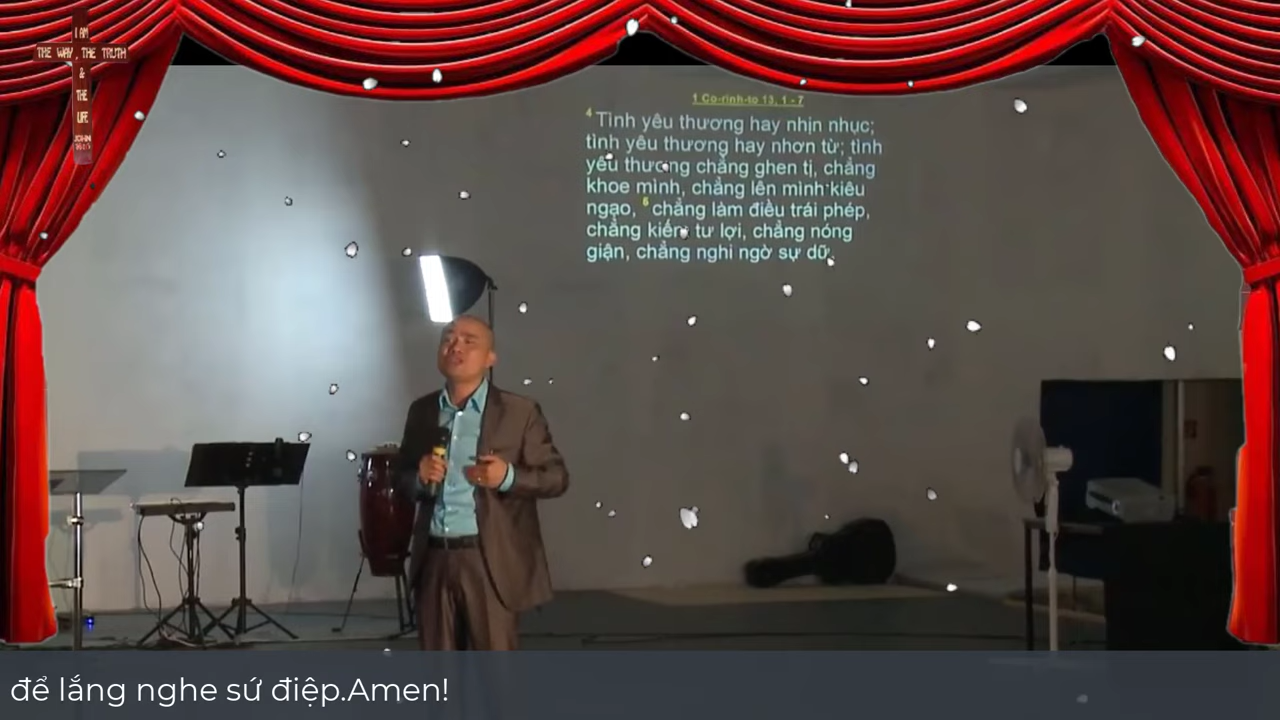 I AM
THE WAY, THE TRUTH
&
THE
LIFE
JOHN
1 Cô-rinh-tô 13, 1 - 7
4 Tình yêu thương hay nhịn nhục;
tình yêu thương hay nhơn từ; tình
yêu thương chẳng ghen tị, chẳng
khoe mình, chẳng lên mình kiêu
ngạo, 5 chẳng làm điều trái phép,
chẳng kiếm tư lợi, chẳng nóng
giận, chẳng nghi ngờ sự dữ,
để lắng nghe sứ điệp.Amen!